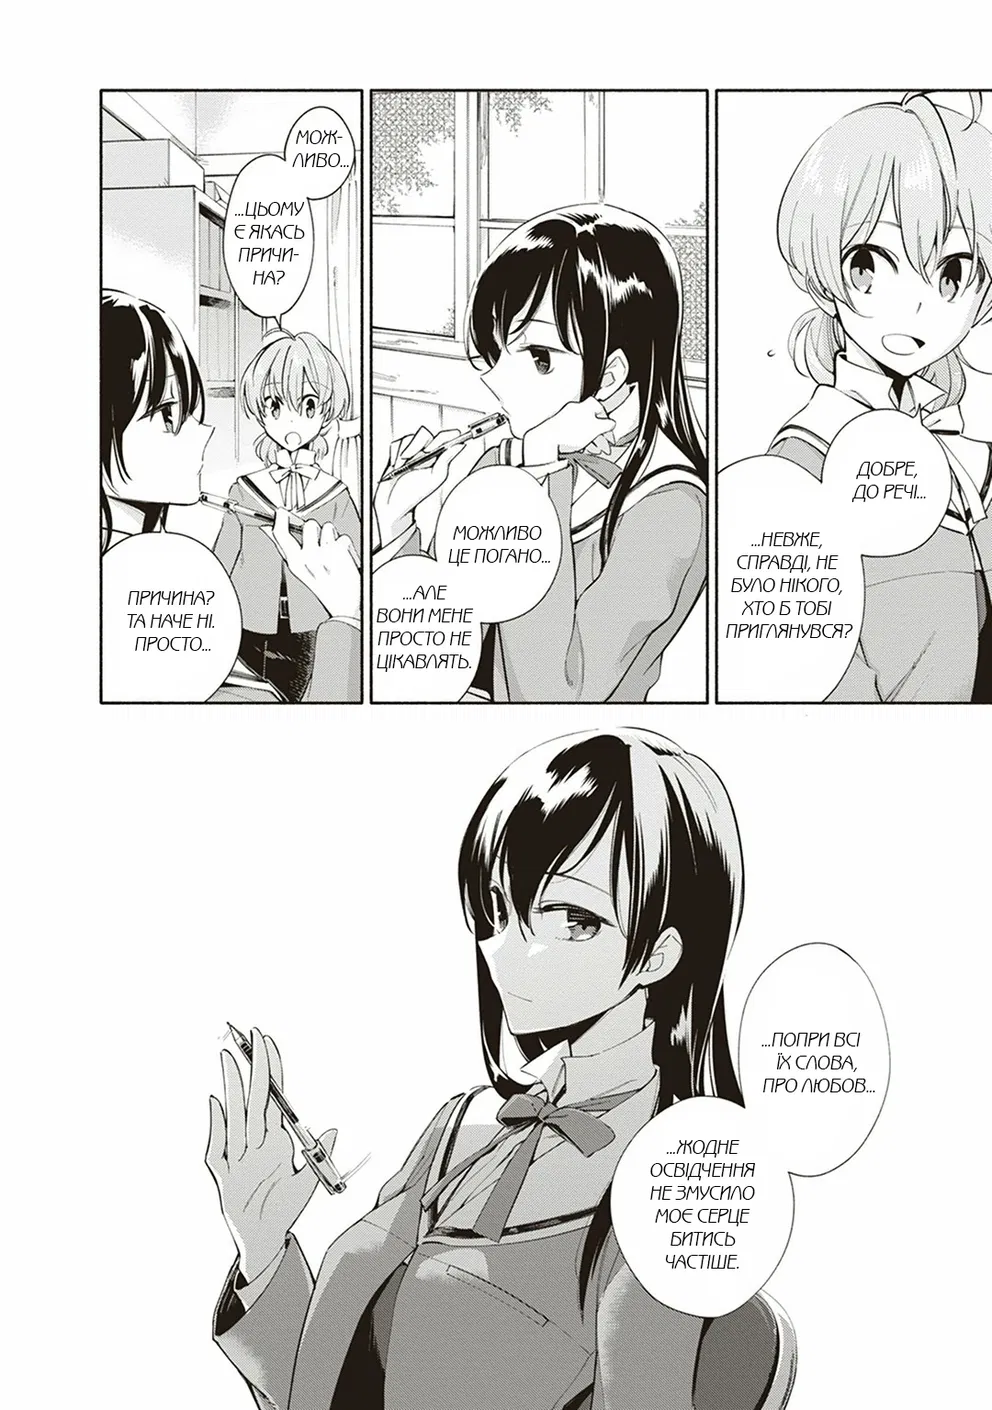 МОЖ-
ЛИВО...
...ЦЬОМУ
Є ЯКАСЬ
ПРИЧИ-
НА?
ПРИЧИНА?
ТА НАЧЕ НІ.
ПРОСТО...
МОЖЛИВО
ЦЕ ПОГАНО...
...АЛЕ
ВОНИ МЕНЕ
ПРОСТО НЕ
ЦІКАВЛЯТЬ.
ДОБРЕ,
ДО РЕЧІ...
...НЕВЖЕ,
СПРАВДІ, НЕ
БУЛО НІКОГО,
ХТО Б ТОБІ
ПРИГЛЯНУВСЯ?
...ПОПРИ ВСІ
ЇХ СЛОВА,
ПРО ЛЮБОВ...
...ЖОДНЕ
ОСВІДЧЕННЯ
НЕ ЗМУСИЛО
МОЄ СЕРЦЕ
БИТИСЬ
ЧАСТІШЕ.